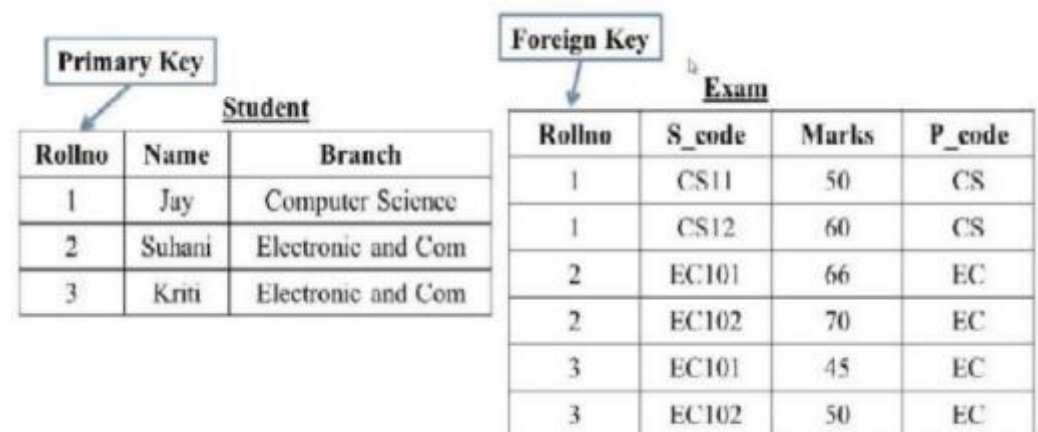 Primary Key
Student
Rollno Name Branch
1 Jay Computer Science
2 Suhani Electronic and Com
3 Kriti Electronic and Com
Foreign Key
Exam
Rollno S_code Marks P_code
1 CS11 50 CS
1 CS12 60 CS
2 EC101 66 EC
2 EC102 70 EC
3 EC101 45 EC
3 EC102 50 EC